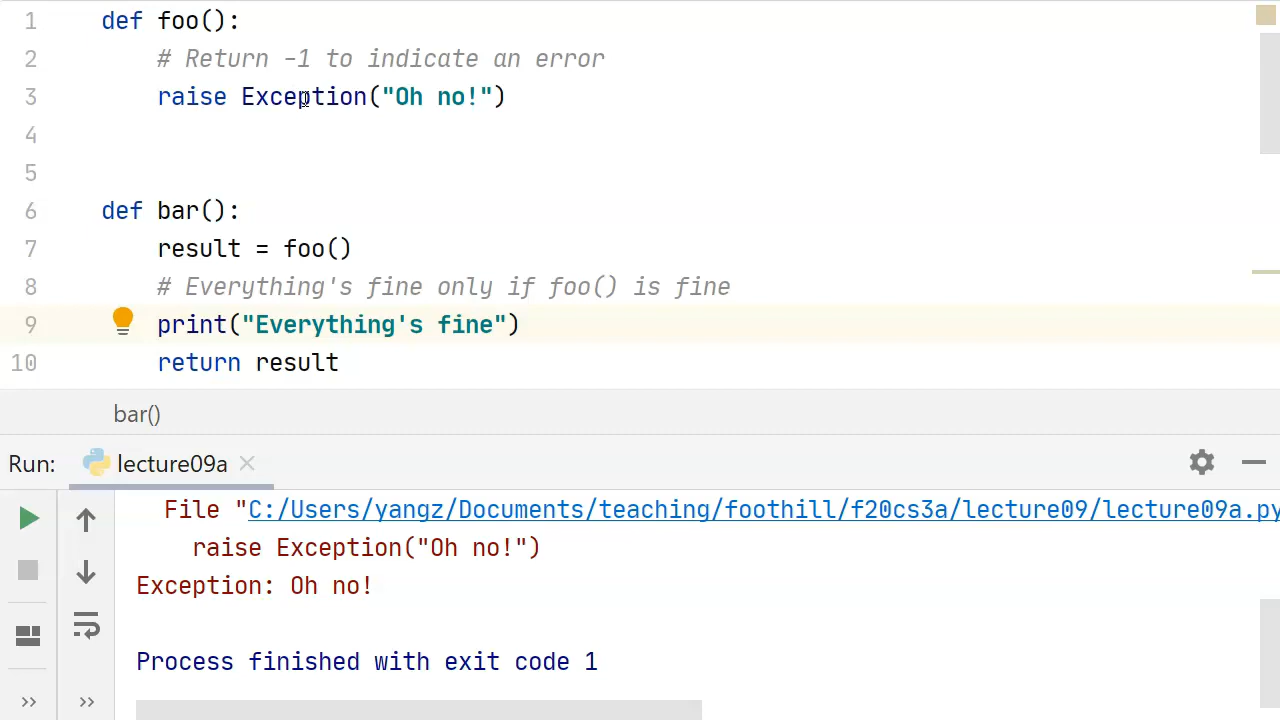 1 def foo():
2 # Return -1 to indicate an error
3 raise Exception("Oh no!")
4
5
6 def bar():
7 result = foo()
8 # Everything's fine only if foo() is fine
9 print("Everything's fine")
10 return result
bar()
Run: lecture09a
File "C:/Users/yangz/Documents/teaching/foothill/f20cs3a/lecture09/lecture09a.py
raise Exception("Oh no!")
Exception: Oh no!
Process finished with exit code 1